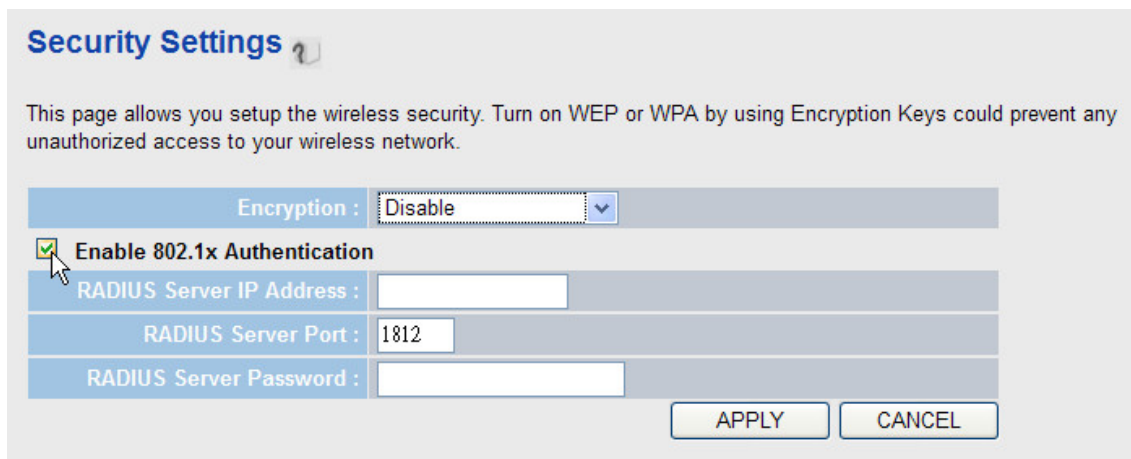 Security Settings
This page allows you setup the wireless security. Turn on WEP or WPA by using Encryption Keys could prevent any
unauthorized access to your wireless network.
Encryption : Disable
Enable 802.1x Authentication
RADIUS Server IP Address :
RADIUS Server Port : 1812
RADIUS Server Password :
APPLY CANCEL